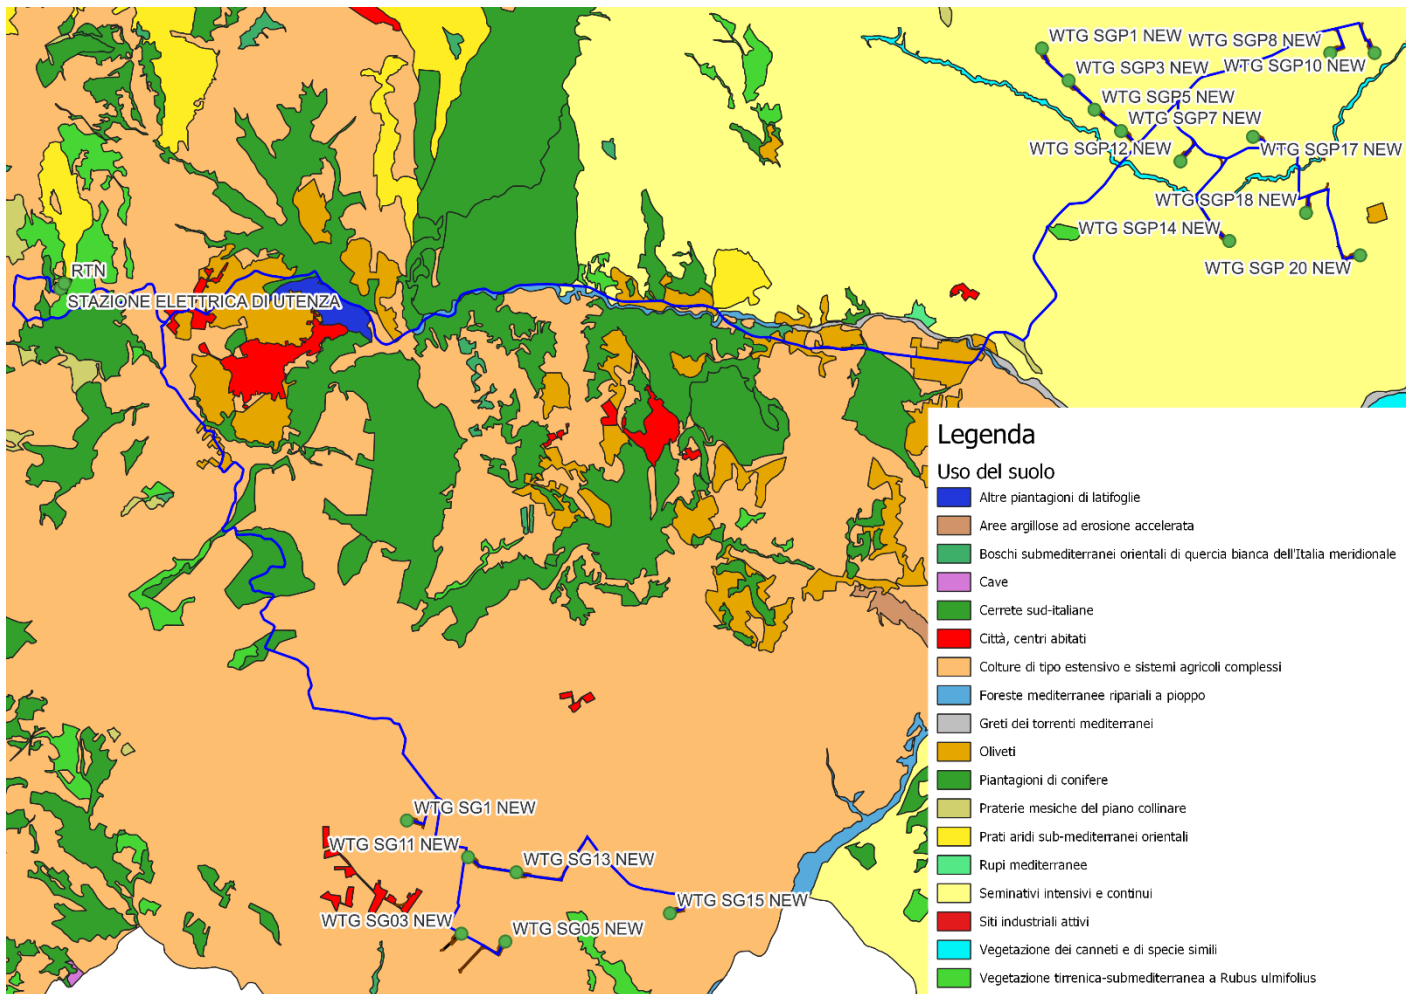 WTG SGP1 NEW
WTG SGP8 NEW
WTG SGP3 NEW
WTG SGP10 NEW
WTG SGP5 NEW
WTG SGP7 NEW
WTG SGP12 NEW
WTG SGP17 NEW
WTG SGP18 NEW
WTG SGP14 NEW
WTG SGP 20 NEW
RTN
STAZIONE ELETTRICA DI UTENZA
WTG SG1 NEW
WTG SG11 NEW
WTG SG13 NEW
WTG SG15 NEW
WTG SG03 NEW
WTG SG05 NEW
Legenda
Uso del suolo
Altre piantagioni di latifoglie
Aree argillose ad erosione accelerata
Boschi submediterranei orientali di quercia bianca dell'Italia meridionale
Cave
Cerrete sud-italiane
Città, centri abitati
Colture di tipo estensivo e sistemi agricoli complessi
Foreste mediterranee ripariali a pioppo
Greti dei torrenti mediterranei
Oliveti
Piantagioni di conifere
Praterie mesiche del piano collinare
Prati aridi sub-mediterranei orientali
Rupi mediterranee
Seminativi intensivi e continui
Siti industriali attivi
Vegetazione dei canneti e di specie simili
Vegetazione tirrenica-submediterranea a Rubus ulmifolius